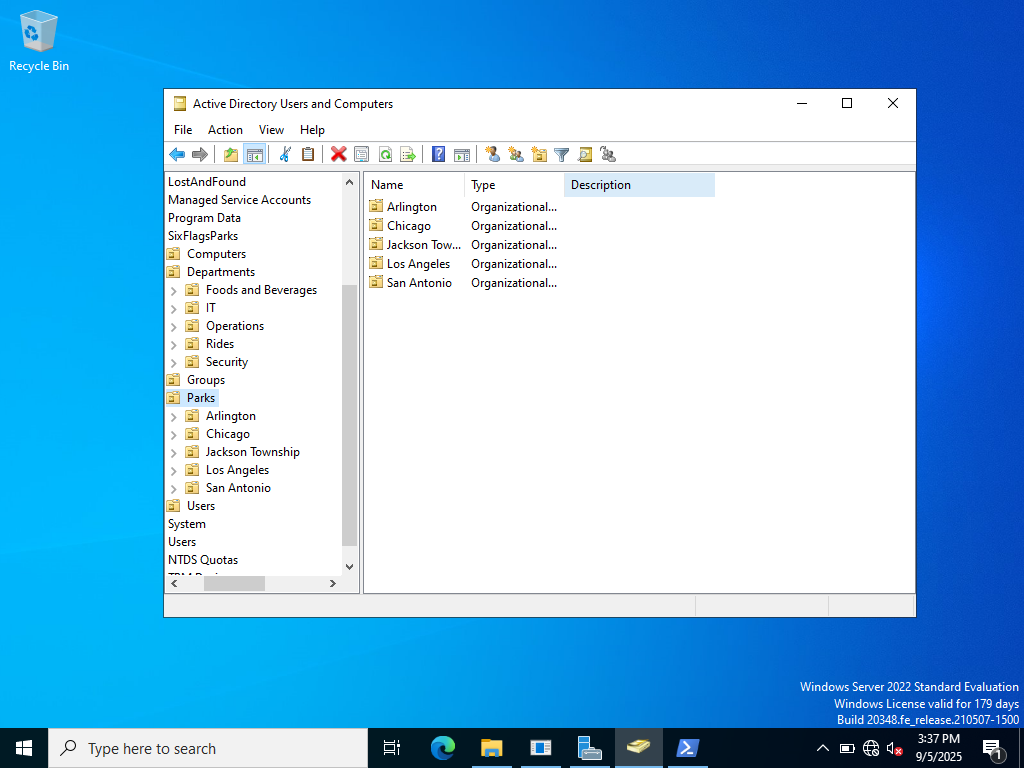 Recycle Bin
Active Directory Users and Computers
File Action View Help
LostAndFound
Managed Service Accounts
Program Data
SixFlagsParks
Computers
Departments
Foods and Beverages
IT
Operations
Rides
Security
Groups
Parks
Arlington
Chicago
Jackson Township
Los Angeles
San Antonio
Users
System
Users
NTDS Quotas
Name Type Description
Arlington Organizational...
Chicago Organizational...
Jackson Tow... Organizational...
Los Angeles Organizational...
San Antonio Organizational...
Windows Server 2022 Standard Evaluation
Windows License valid for 179 days
Build 20348.fe_release.210507-1500
Type here to search
3:37 PM
9/5/2025
1